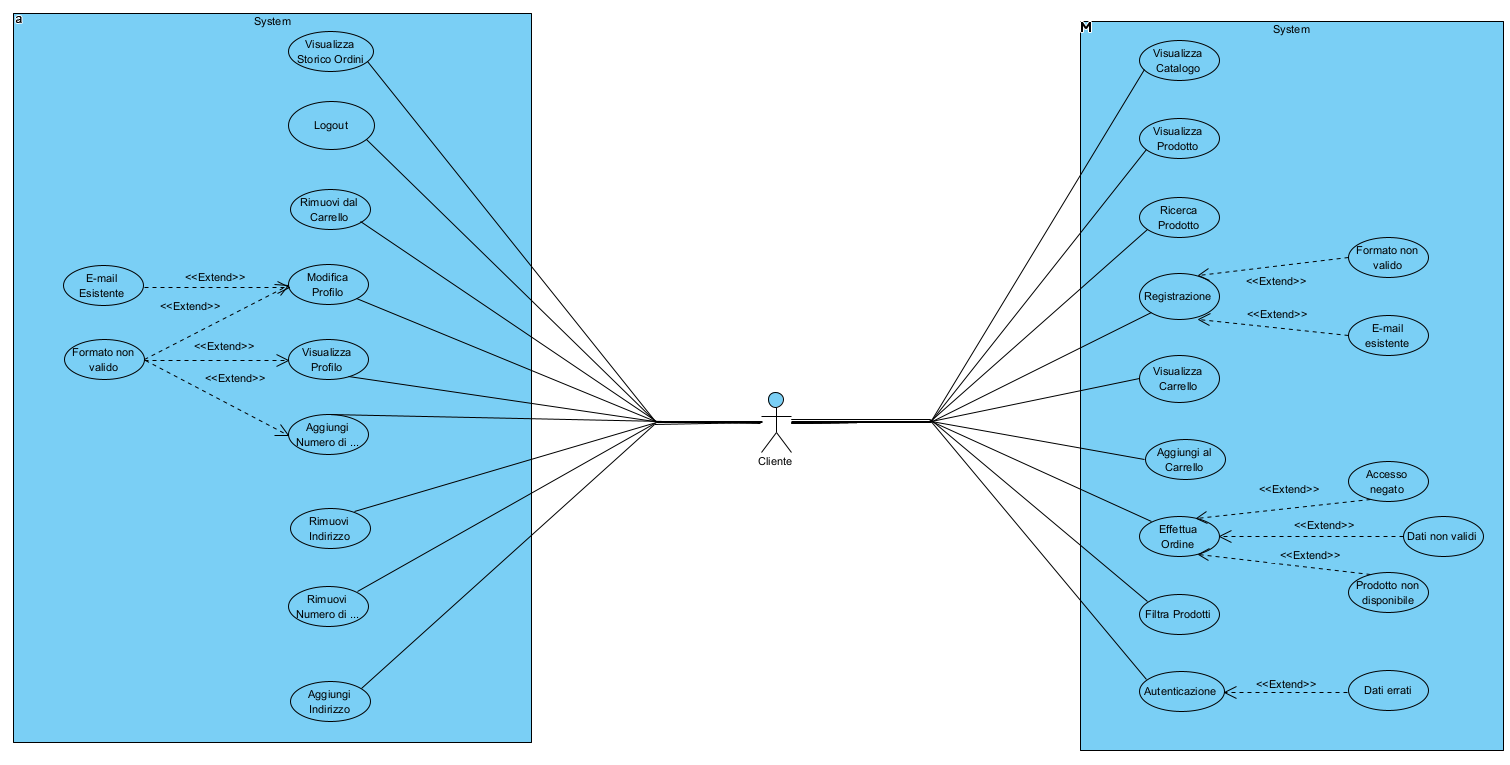 a
System
Visualizza
Storico Ordini
Logout
Rimuovi dal
Carrello
E-mail
Esistente
<<Extend>>
Modifica
Profilo
<<Extend>>
Formato non
valido
<<Extend>>
Visualizza
Profilo
<<Extend>>
Aggiungi
Numero di ...
Rimuovi
Indirizzo
Rimuovi
Numero di ...
Aggiungi
Indirizzo
Cliente
M
System
Visualizza
Catalogo
Visualizza
Prodotto
Ricerca
Prodotto
Registrazione
Formato non
valido
<<Extend>>
<<Extend>>
E-mail
esistente
Visualizza
Carrello
Aggiungi al
Carrello
Accesso
negato
<<Extend>>
Effettua
Ordine
<<Extend>>
Dati non validi
<<Extend>>
Prodotto non
disponibile
Filtra Prodotti
Autenticazione
<<Extend>>
Dati errati